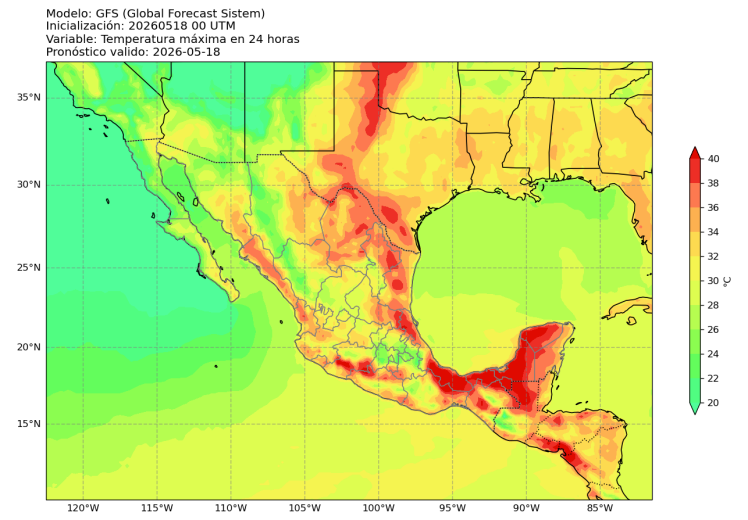 Modelo: GFS (Global Forecast Sistem)
Inicialización: 20260518 00 UTM
Variable: Temperatura máxima en 24 horas
Pronóstico valido: 2026-05-18
35°N
30°N
25°N
20°N
15°N
120°W
115°W
110°W
105°W
100°W
95°W
90°W
85°W
40
38
36
34
32
30
28
26
24
22
20
°C